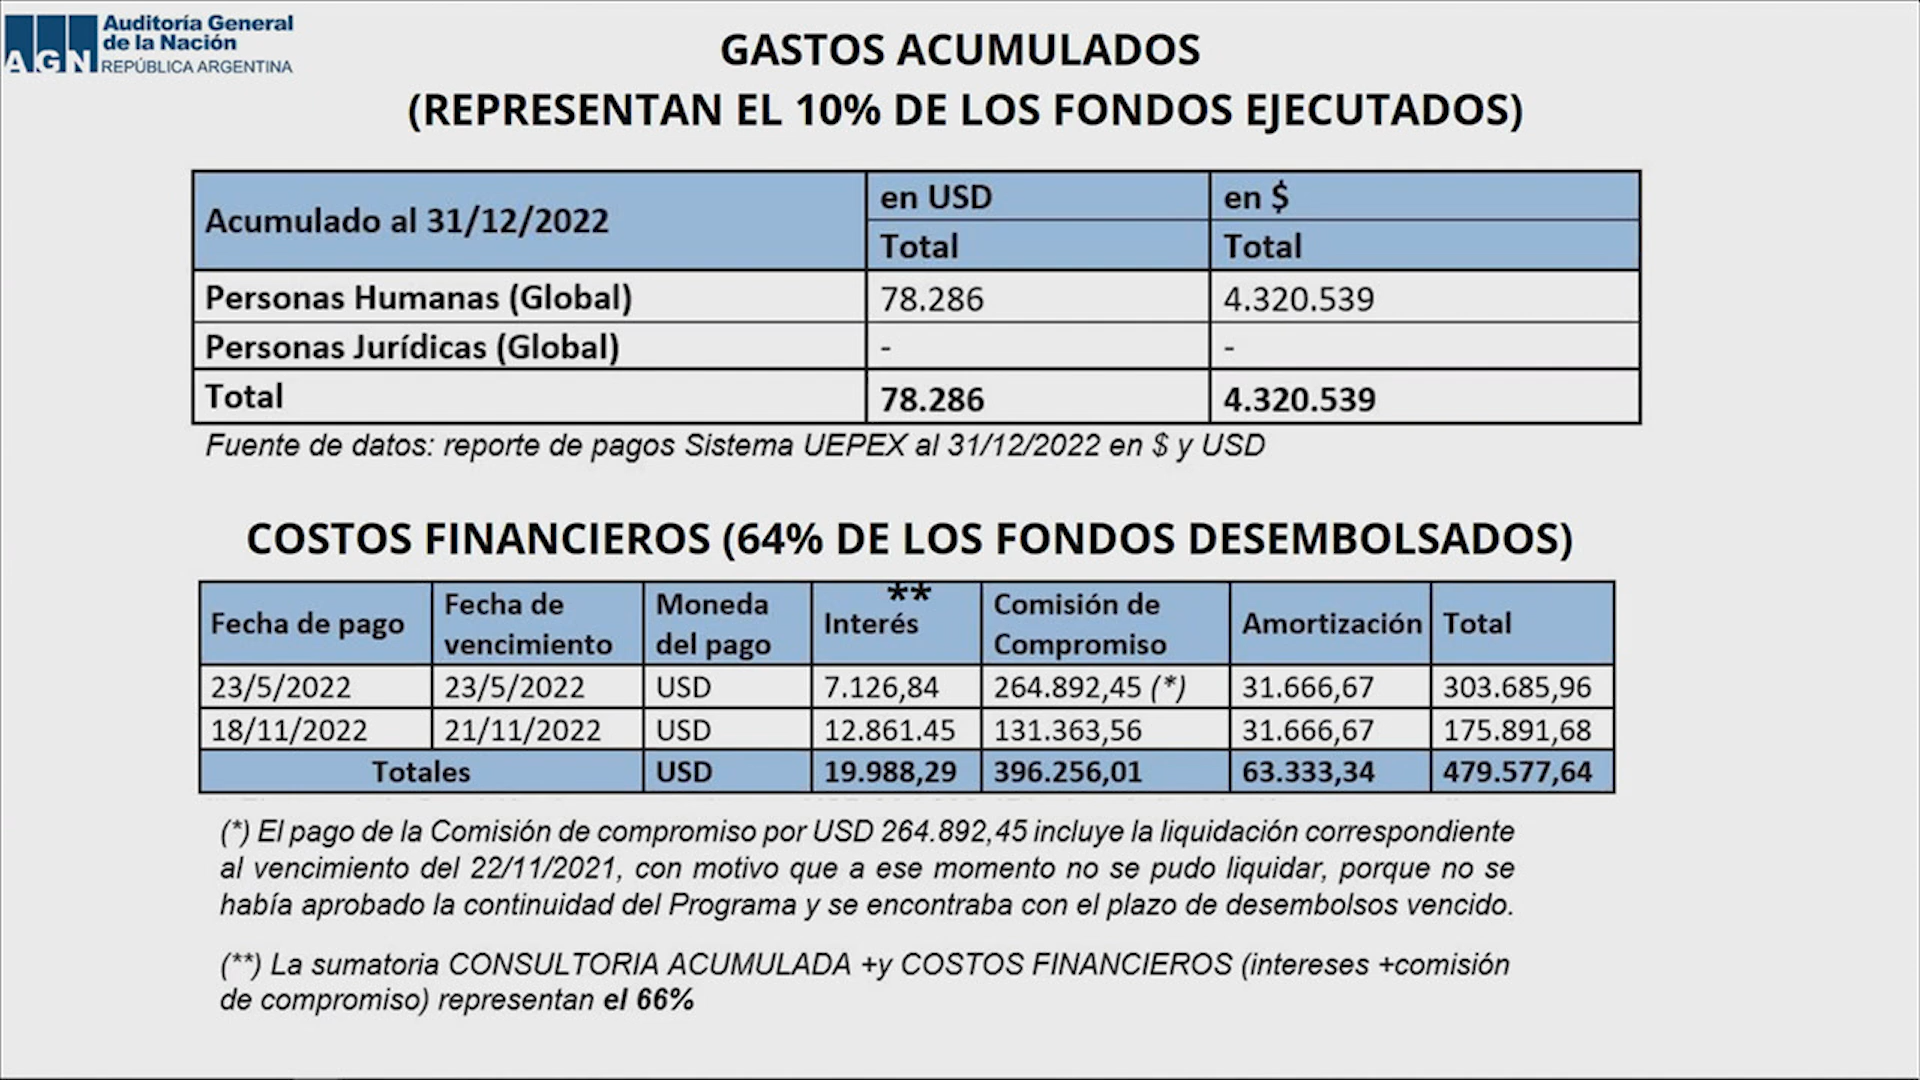 Auditoría General
de la Nación
AGN REPÚBLICA ARGENTINA
GASTOS ACUMULADOS
(REPRESENTAN EL 10% DE LOS FONDOS EJECUTADOS)
Acumulado al 31/12/2022 en USD en $
Total Total
Personas Humanas (Global) 78.286 4.320.539
Personas Jurídicas (Global) - -
Total 78.286 4.320.539
Fuente de datos: reporte de pagos Sistema UEPEX al 31/12/2022 en $ y USD
COSTOS FINANCIEROS (64% DE LOS FONDOS DESEMBOLSADOS)
Fecha de pago Fecha de vencimiento Moneda del pago Interés ** Comisión de Compromiso Amortización Total
23/5/2022 23/5/2022 USD 7.126,84 264.892,45 (*) 31.666,67 303.685,96
18/11/2022 21/11/2022 USD 12.861.45 131.363,56 31.666,67 175.891,68
Totales USD 19.988,29 396.256,01 63.333,34 479.577,64
(*) El pago de la Comisión de compromiso por USD 264.892,45 incluye la liquidación correspondiente
al vencimiento del 22/11/2021, con motivo que a ese momento no se pudo liquidar, porque no se
había aprobado la continuidad del Programa y se encontraba con el plazo de desembolsos vencido.
(**) La sumatoria CONSULTORIA ACUMULADA +y COSTOS FINANCIEROS (intereses +comisión
de compromiso) representan el 66%